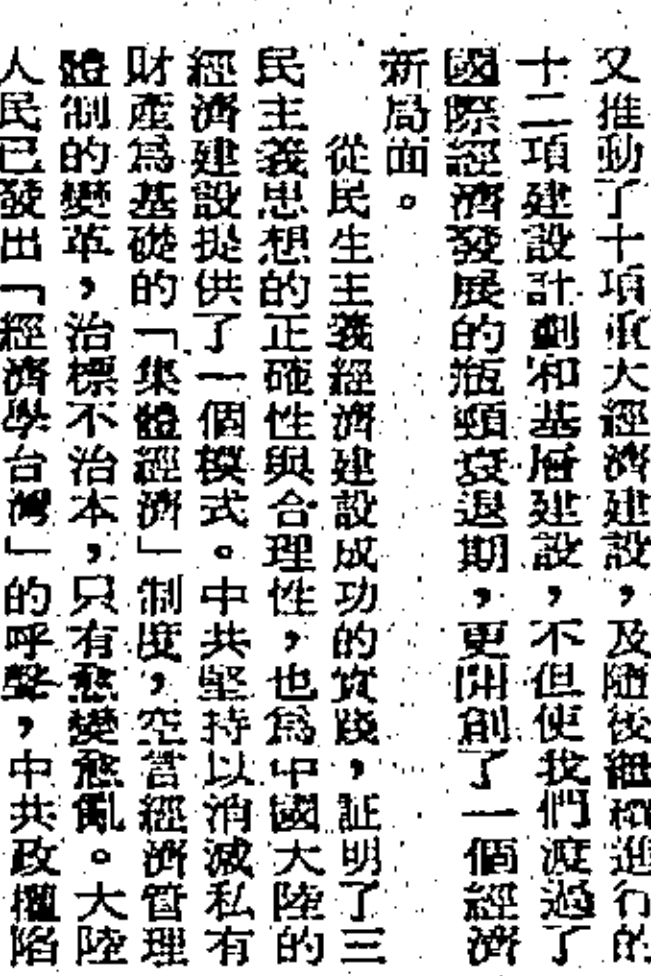 又推動了十項重大經濟建設，及隨後繼續進行的
十二項建設計劃和基層建設，不但使我們渡過了
國際經濟發展的瓶頸衰退期，更開創了一個經濟
新局面。
從民生主義經濟建設成功的實踐，証明了三
民主義思想的正確性與合理性，也為中國大陸的
經濟建設提供了一個模式。中共堅持以消滅私有
財產為基礎的「集體經濟」制度，空言經濟管理
體制的變革，治標不治本，只有愈變愈亂。大陸
人民已發出「經濟學台灣」的呼聲，中共政權陷